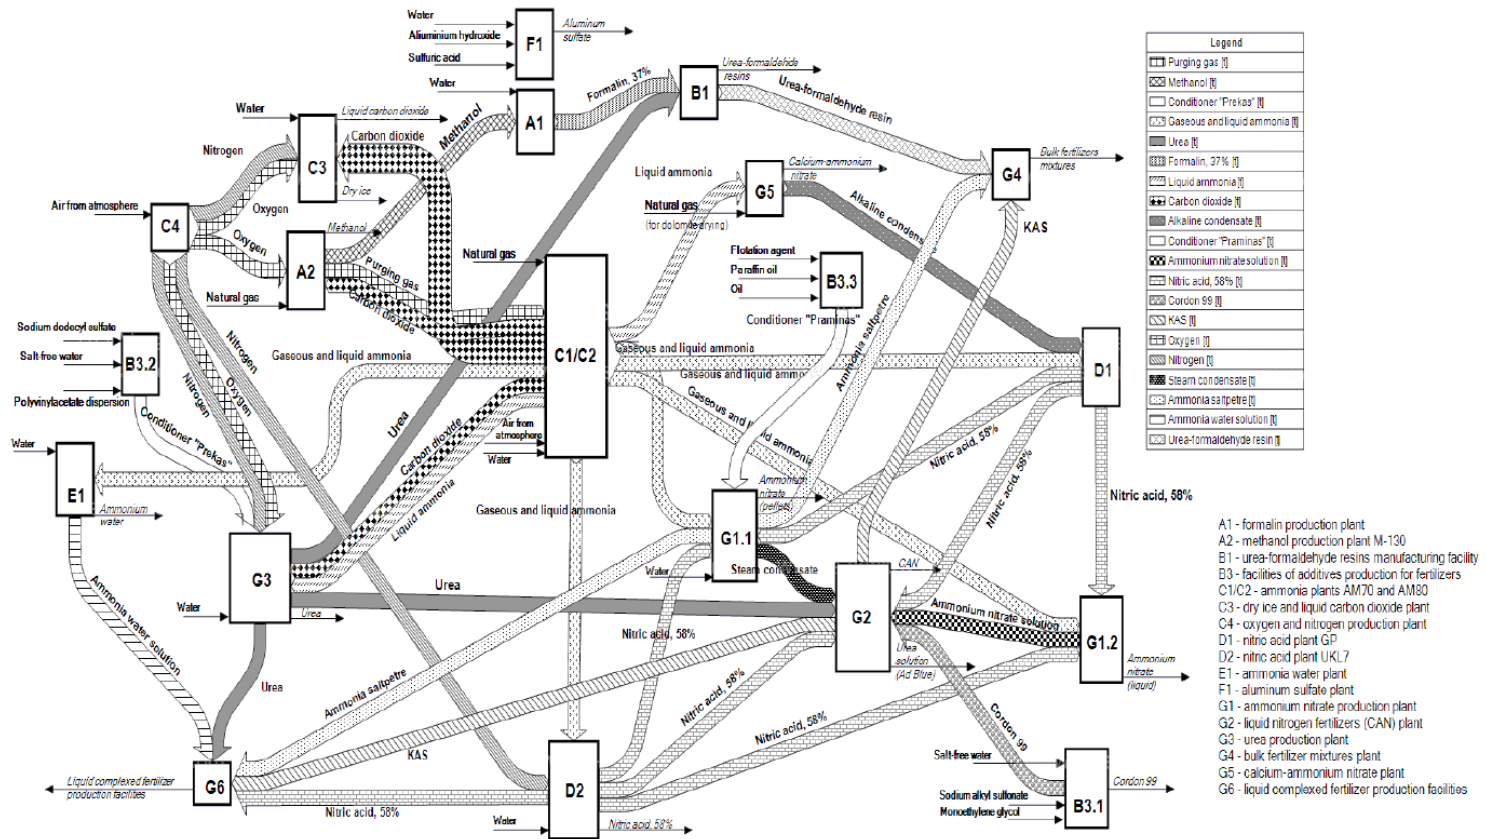 Water
Aliuminium hydroxide
Sulfuric acid
F1
Aluminum
sulfate
Water
A1
Formalin, 37%
B1
Urea-formaldehide
resins
Urea-formaldehyde resin
Water
C3
Liquid carbon dioxide
Carbon dioxide
Dry ice
Methanol
Nitrogen
Oxygen
Air from atmosphere
C4
Oxygen
A2
Methanol
Purging gas
Carbon dioxide
Natural gas
Natural gas
C1/C2
Liquid ammonia
Natural gas
(for dolomite drying)
G5
Calcium-ammonium
nitrate
Alkaline condens
G4
Bulk fertilizers
mixtures
KAS
Flotation agent
Paraffin oil
Oil
B3.3
Conditioner "Praminas"
Ammonia saltpetre
Sodium dodecyl sulfate
Salt-free water
Polyvinylacetate dispersion
B3.2
Conditioner "Prekas"
Nitrogen
Oxygen
Nitrogen
Gaseous and liquid ammonia
Gaseous and liquid ammonia
Gaseous and liquid ammo
Gaseous and liquid ammonia
D1
Urea
Carbon dioxide
Liquid ammonia
Air from
atmosphere
Water
Gaseous and liquid ammonia
Water
E1
Ammonium
water
Ammonia water solution
G3
Water
Urea
Urea
Urea
G1.1
Ammonium
nitrate
(pellets)
Water
Steam condensate
Nitric acid, 58%
Nitric acid, 58%
Nitric acid, 58%
G2
CAN
Ammonium nitrate solution
Urea
solution
(Ad Blue)
G1.2
Ammonium
nitrate
(liquid)
Nitric acid, 58%
Ammonia saltpetre
KAS
Nitric acid, 58%
Nitric acid, 58%
Cordon 99
G6
Liquid complexed fertilizer
production facilities
Nitric acid, 58%
D2
Water
Nitric acid, 58%
Salt-free water
Sodium alkyl sulfonate
Monoethylene glycol
B3.1
Cordon 99
Legend
Purging gas [t]
Methanol [t]
Conditioner "Prekas" [t]
Gaseous and liquid ammonia [t]
Urea [t]
Formalin, 37% [t]
Liquid ammonia [t]
Carbon dioxide [t]
Alkaline condensate [t]
Conditioner "Praminas" [t]
Ammonium nitrate solution [t]
Nitric acid, 58% [t]
Cordon 99 [t]
KAS [t]
Oxygen [t]
Nitrogen [t]
Steam condensate [t]
Ammonia saltpetre [t]
Ammonia water solution [t]
Urea-formaldehyde resin [t]
A1 - formalin production plant
A2 - methanol production plant M-130
B1 - urea-formaldehyde resins manufacturing facility
B3 - facilities of additives production for fertilizers
C1/C2 - ammonia plants AM70 and AM80
C3 - dry ice and liquid carbon dioxide plant
C4 - oxygen and nitrogen production plant
D1 - nitric acid plant GP
D2 - nitric acid plant UKL7
E1 - ammonia water plant
F1 - aluminum sulfate plant
G1 - ammonium nitrate production plant
G2 - liquid nitrogen fertilizers (CAN) plant
G3 - urea production plant
G4 - bulk fertilizer mixtures plant
G5 - calcium-ammonium nitrate plant
G6 - liquid complexed fertilizer production facilities